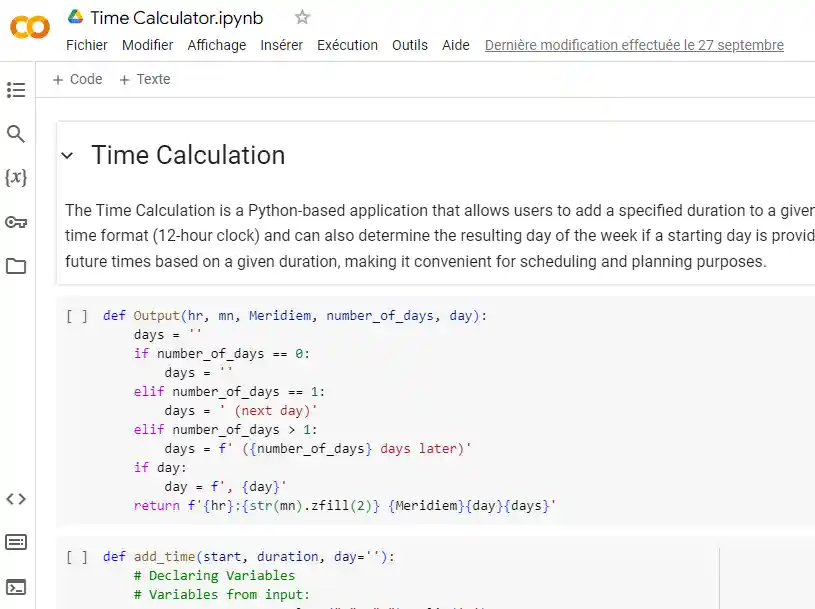 Time Calculator.ipynb
Fichier Modifier Affichage Insérer Exécution Outils Aide Dernière modification effectuée le 27 septembre
+ Code + Texte
Time Calculation
The Time Calculation is a Python-based application that allows users to add a specified duration to a given
time format (12-hour clock) and can also determine the resulting day of the week if a starting day is provid
future times based on a given duration, making it convenient for scheduling and planning purposes.
[ ] def Output(hr, mn, Meridiem, number_of_days, day):
days = ''
if number_of_days == 0:
days = ''
elif number_of_days == 1:
days = ' (next day)'
elif number_of_days > 1:
days = f' ({number_of_days} days later)'
if day:
day = f', {day}'
return f'{hr}:{str(mn).zfill(2)} {Meridiem}{day}{days}'
[ ] def add_time(start, duration, day=''):
# Declaring Variables
# Variables from input: